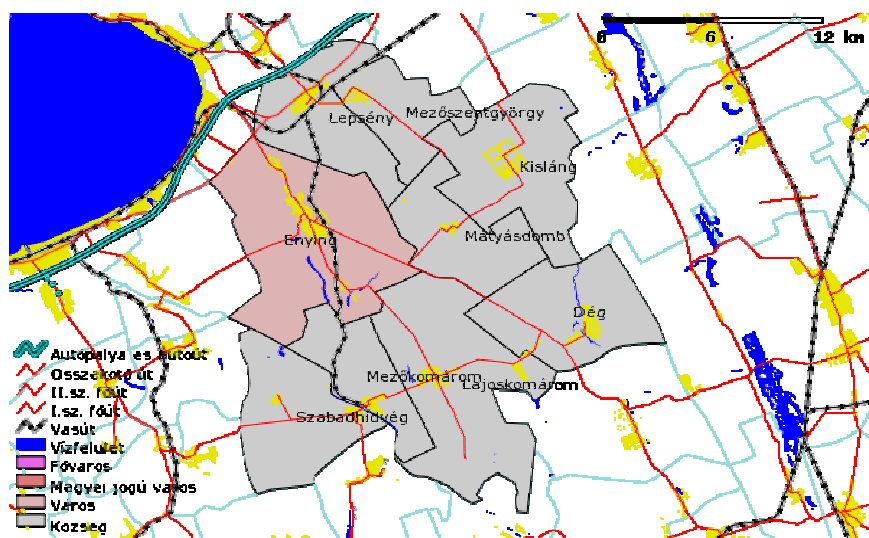 0 6 12 km
Lepsény
Mezőszentgyörgy
Kisláng
Enying
Mátyásdomb
Dég
Mezőkomárom
Lajoskomárom
Szabadhídvég
Autópálya és autóút
Összekötő út
II.sz. főút
I.sz. főút
Vasút
Vízfelület
Főváros
Megyei jogú város
Város
Község